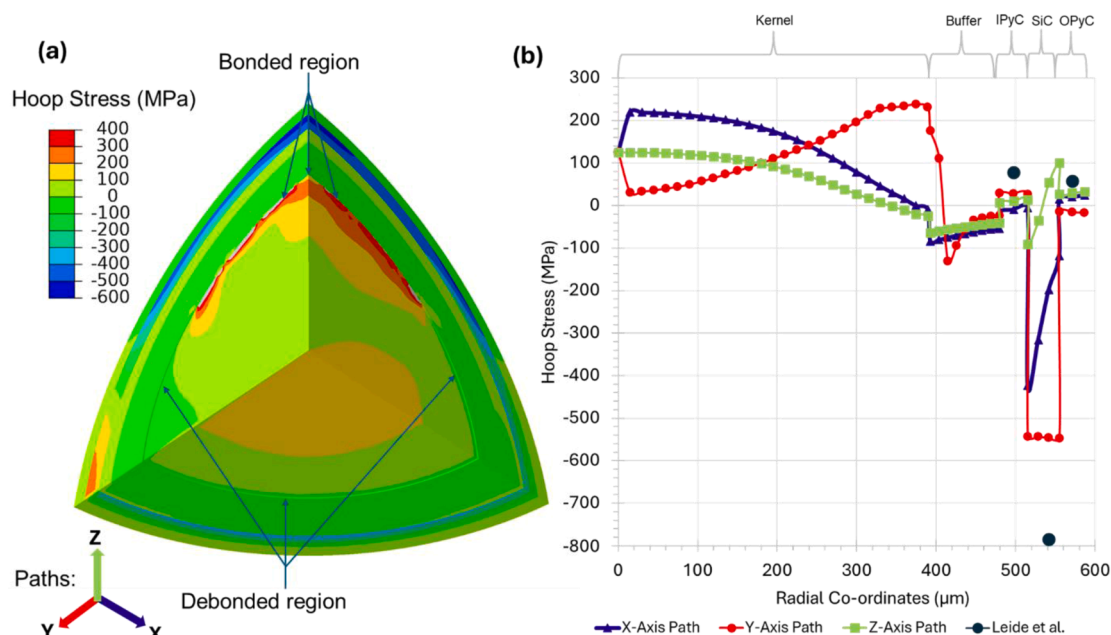 (a)
Bonded region
Hoop Stress (MPa)
400
300
200
100
0
-100
-200
-300
-400
-500
-600
Z
Paths:
Y
X
Debonded region
(b)
Kernel
Buffer
IPyC
SiC
OPyC
300
200
100
0
-100
-200
-300
-400
-500
-600
-700
-800
Hoop Stress (MPa)
0
100
200
300
400
500
600
Radial Co-ordinates (µm)
X-Axis Path
Y-Axis Path
Z-Axis Path
Leide et al.